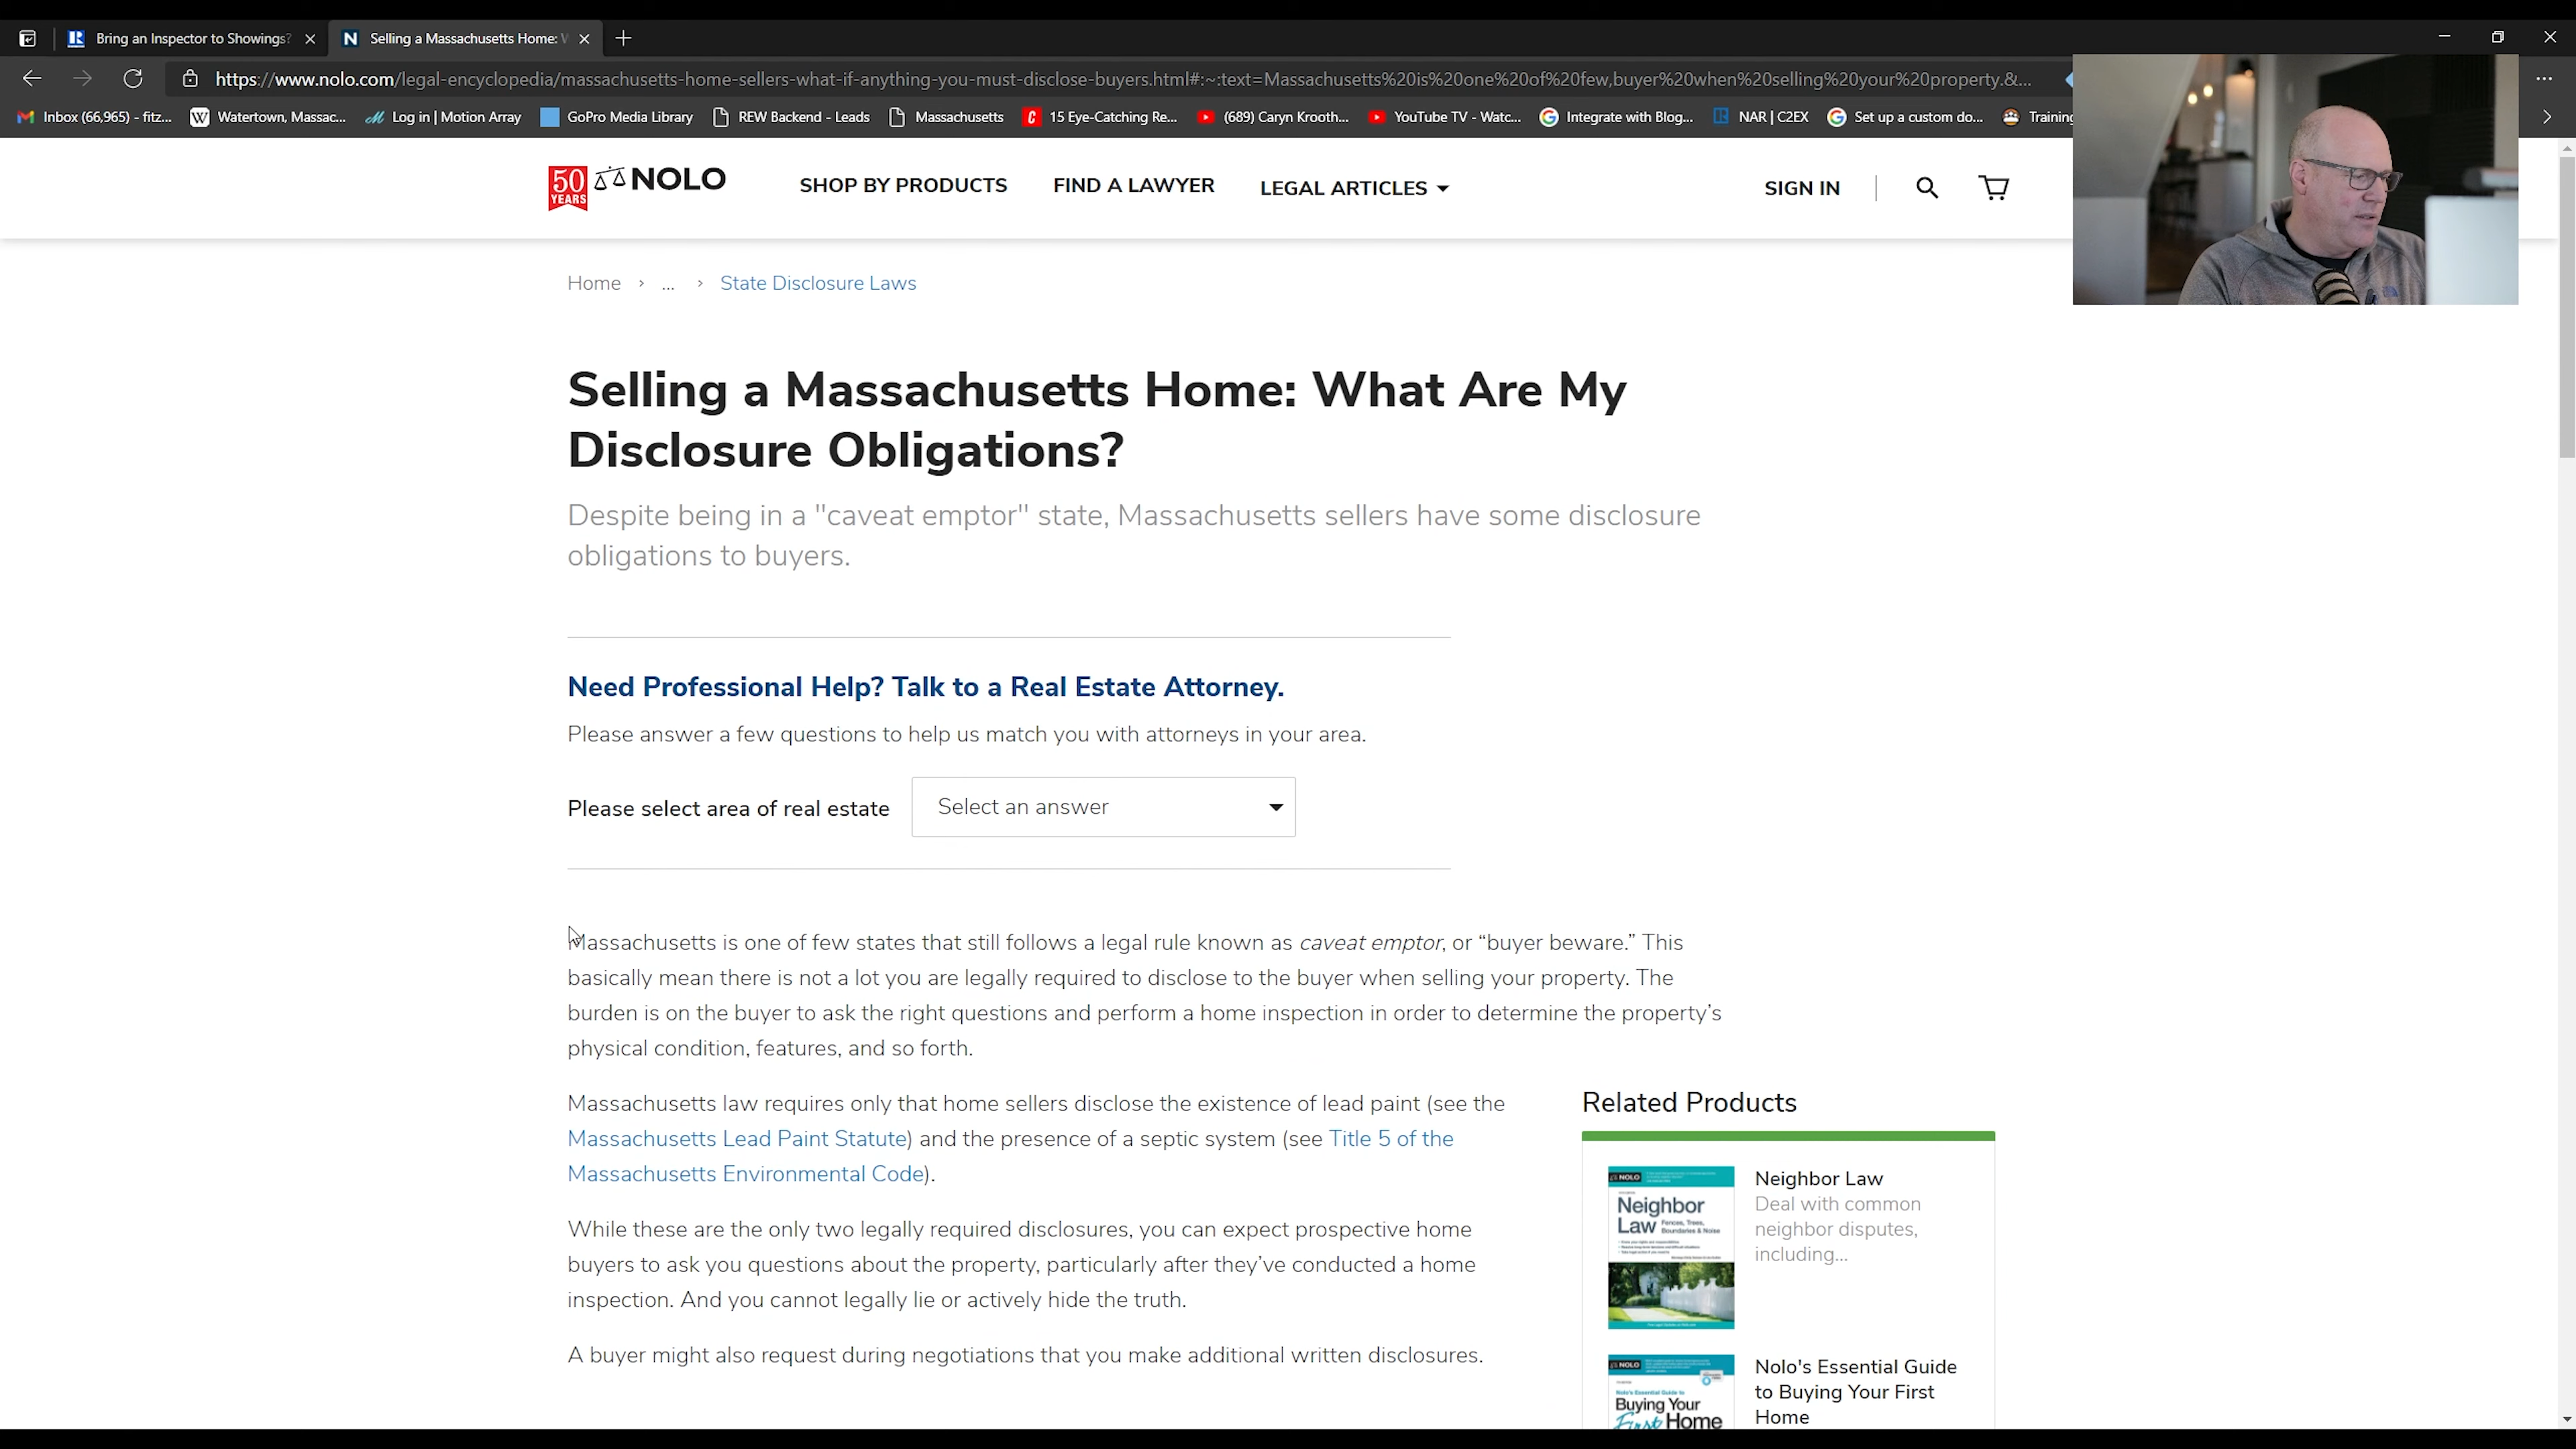 Bring an Inspector to Showings?
Selling a Massachusetts Home: W
https://www.nolo.com/legal-encyclopedia/massachusetts-home-sellers-what-if-anything-you-must-disclose-buyers.html#:~:text=Massachusetts%20is%20one%20of%20few,buyer%20when%20selling%20your%20property.&...
Inbox (66,965) - fitz... Watertown, Massac... Log in | Motion Array GoPro Media Library REW Backend - Leads Massachusetts 15 Eye-Catching Re... (689) Caryn Krooth... YouTube TV - Watc... Integrate with Blog... NAR | C2EX Set up a custom do... Training
50 YEARS NOLO SHOP BY PRODUCTS FIND A LAWYER LEGAL ARTICLES SIGN IN
Home › ... › State Disclosure Laws
Selling a Massachusetts Home: What Are My
Disclosure Obligations?
Despite being in a "caveat emptor" state, Massachusetts sellers have some disclosure
obligations to buyers.
Need Professional Help? Talk to a Real Estate Attorney.
Please answer a few questions to help us match you with attorneys in your area.
Please select area of real estate Select an answer
Massachusetts is one of few states that still follows a legal rule known as caveat emptor, or “buyer beware.” This
basically mean there is not a lot you are legally required to disclose to the buyer when selling your property. The
burden is on the buyer to ask the right questions and perform a home inspection in order to determine the property’s
physical condition, features, and so forth.
Massachusetts law requires only that home sellers disclose the existence of lead paint (see the
Massachusetts Lead Paint Statute) and the presence of a septic system (see Title 5 of the
Massachusetts Environmental Code).
While these are the only two legally required disclosures, you can expect prospective home
buyers to ask you questions about the property, particularly after they’ve conducted a home
inspection. And you cannot legally lie or actively hide the truth.
A buyer might also request during negotiations that you make additional written disclosures.
Related Products
NOLO
Neighbor
Law Fences, Trees,
Boundaries & Noise
Neighbor Law
Deal with common
neighbor disputes,
including...
NOLO
Nolo's Essential Guide to
Buying Your
First Home
Nolo's Essential Guide
to Buying Your First
Home